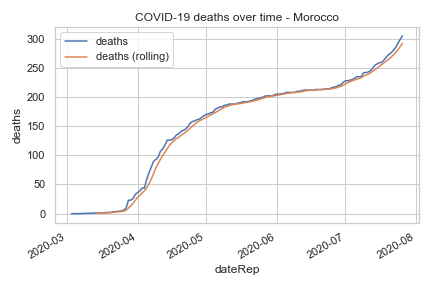 COVID-19 deaths over time - Morocco
deaths
deaths (rolling)
300
250
200
150
100
50
0
deaths
2020-03
2020-04
2020-05
2020-06
2020-07
2020-08
dateRep